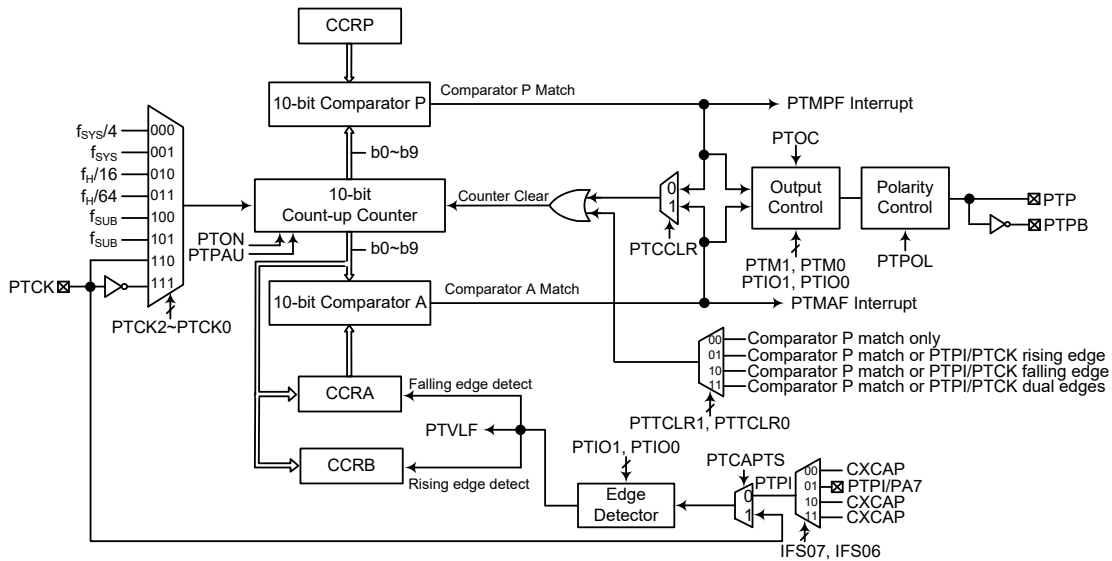 CCRP
10-bit Comparator P
Comparator P Match
PTMPF Interrupt
b0~b9
fSYS/4
fSYS
fH/16
fH/64
fSUB
fSUB
000
001
010
011
100
101
110
111
PTCK
PTCK2~PTCK0
10-bit
Count-up Counter
PTON
PTPAU
Counter Clear
0
1
PTCCLR
PTOC
Output
Control
PTM1, PTM0
PTIO1, PTIO0
Polarity
Control
PTPOL
PTP
PTPB
b0~b9
10-bit Comparator A
Comparator A Match
PTMAF Interrupt
00
01
10
11
Comparator P match only
Comparator P match or PTPI/PTCK rising edge
Comparator P match or PTPI/PTCK falling edge
Comparator P match or PTPI/PTCK dual edges
PTTCLR1, PTTCLR0
CCRA
Falling edge detect
PTVLF
CCRB
Rising edge detect
PTIO1, PTIO0
Edge
Detector
PTCAPTS
0
1
PTPI
00
01
10
11
CXCAP
PTPI/PA7
CXCAP
CXCAP
IFS07, IFS06